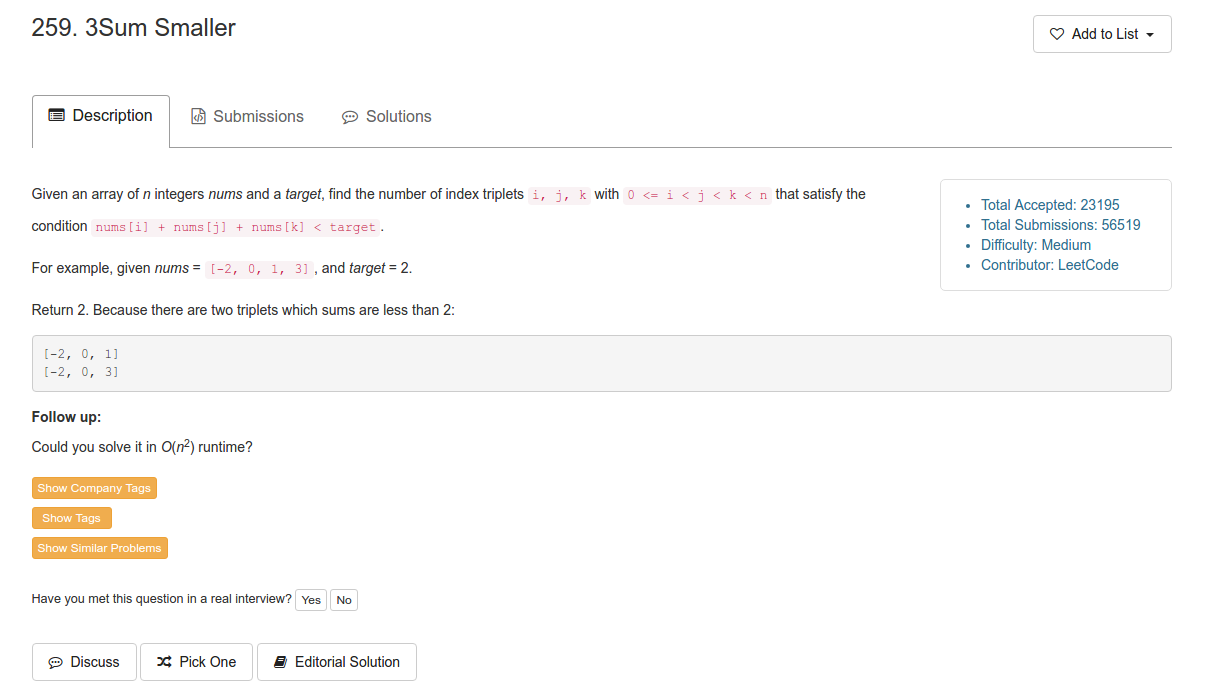 259. 3Sum Smaller
Add to List
Description
Submissions
Solutions
Given an array of n integers nums and a target, find the number of index triplets i, j, k with 0 <= i < j < k < n that satisfy the
condition nums[i] + nums[j] + nums[k] < target.
For example, given nums = [-2, 0, 1, 3], and target = 2.
Return 2. Because there are two triplets which sums are less than 2:
[-2, 0, 1]
[-2, 0, 3]
Total Accepted: 23195
Total Submissions: 56519
Difficulty: Medium
Contributor: LeetCode
Follow up:
Could you solve it in O(n²) runtime?
Show Company Tags
Show Tags
Show Similar Problems
Have you met this question in a real interview? Yes No
Discuss
Pick One
Editorial Solution